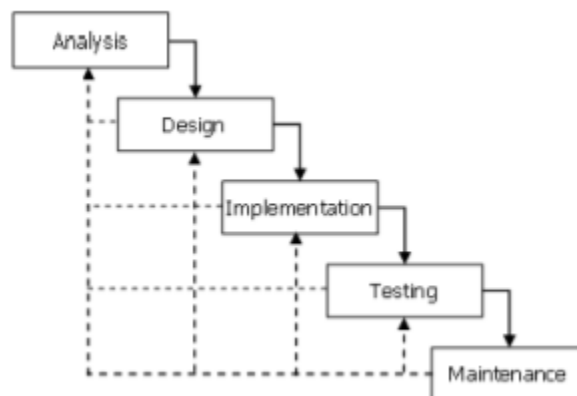 Analysis
Design
Implementation
Testing
Maintenance